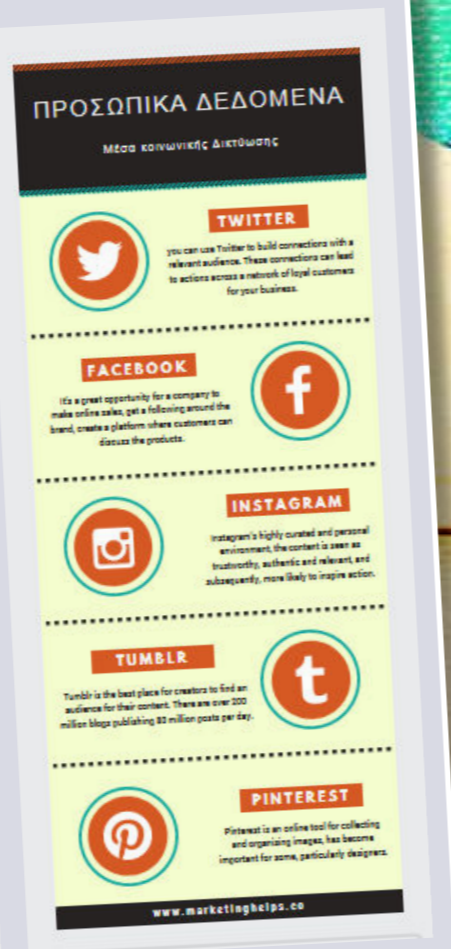 ΠΡΟΣΩΠΙΚΑ ΔΕΔΟΜΕΝΑ
Μέσα κοινωνικής Δικτύωσης
TWITTER
you can use Twitter to build connections with a
relevant audience. These connections can lead
to actions across a network of loyal customers
for your business.
FACEBOOK
It's a great opportunity for a company to
make online sales, get a following around the
brand, create a platform where customers can
discuss the products.
INSTAGRAM
Instagram's highly curated and personal
environment, the content is seen as
trustworthy, authentic and relevant, and
subsequently, more likely to inspire action.
TUMBLR
Tumblr is the best place for creators to find an
audience for their content. There are over 200
million blogs publishing 80 million posts per day.
PINTEREST
Pinterest is an online tool for collecting
and organizing images, has become
important for some, particularly designers.
www.marketinghelps.co